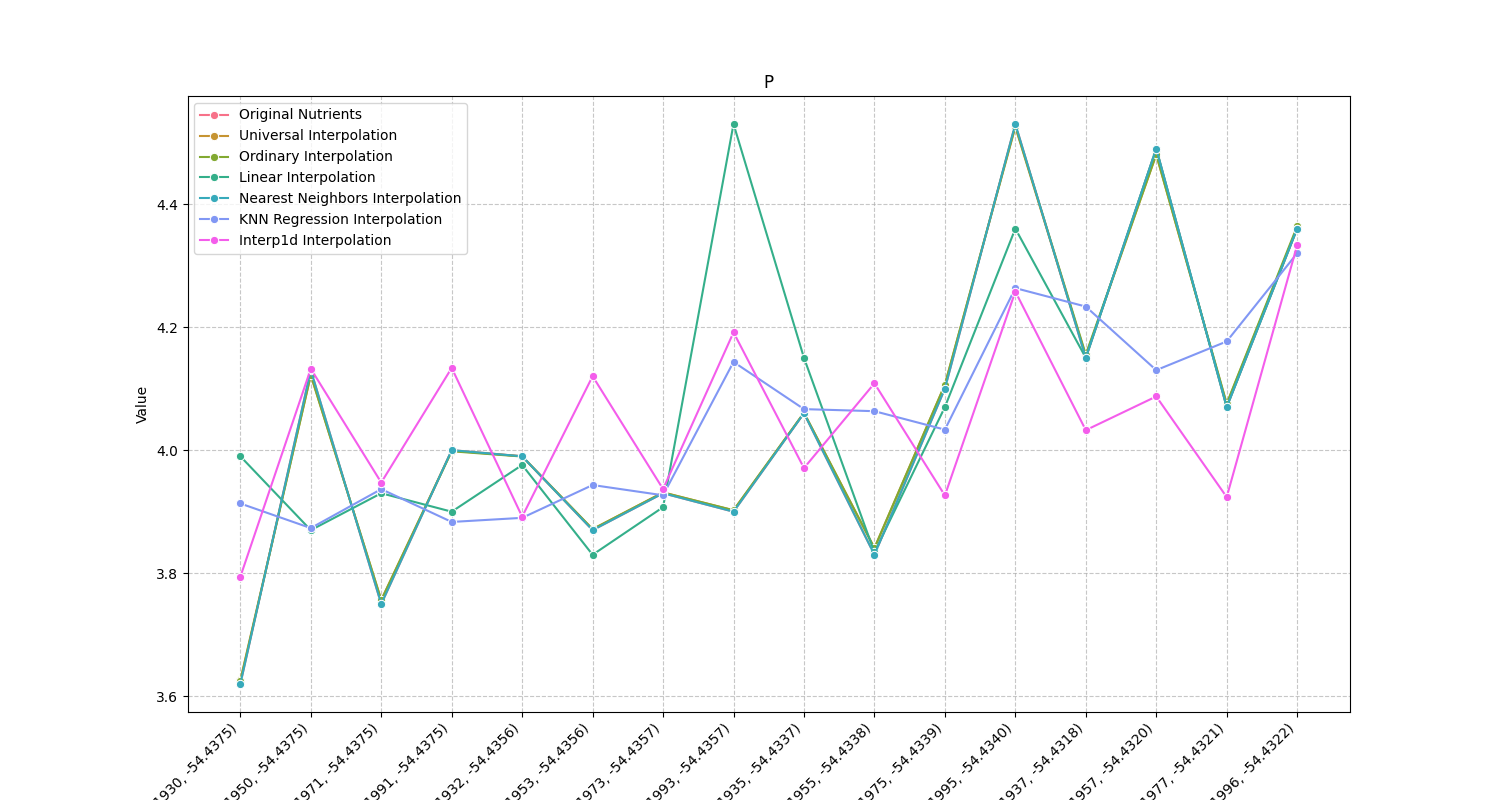 P
Original Nutrients
Universal Interpolation
Ordinary Interpolation
Linear Interpolation
Nearest Neighbors Interpolation
KNN Regression Interpolation
Interp1d Interpolation
Value
4.4
4.2
4.0
3.8
3.6
1930, -54.4375)
1950, -54.4375)
1971, -54.4375)
1991, -54.4375)
1932, -54.4356)
1953, -54.4356)
1973, -54.4357)
1993, -54.4357)
1935, -54.4337)
1955, -54.4338)
1975, -54.4339)
1995, -54.4340)
1937, -54.4318)
1957, -54.4320)
1977, -54.4321)
1996, -54.4322)